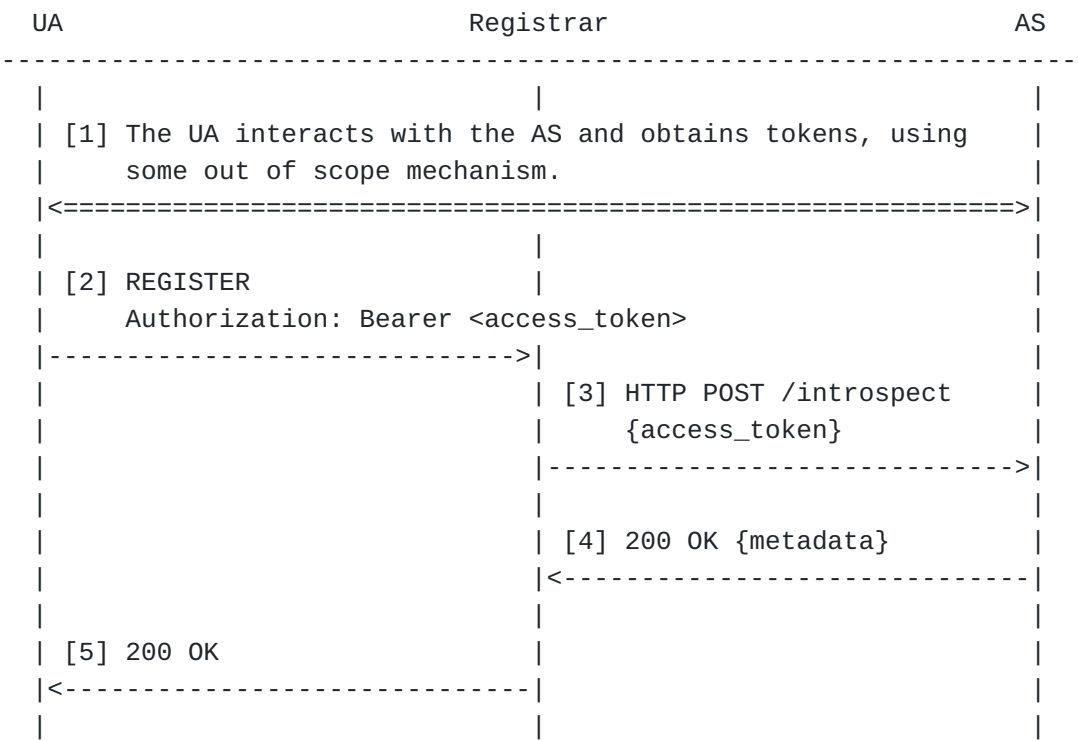 UA Registrar AS
[1] The UA interacts with the AS and obtains tokens, using
some out of scope mechanism.
[2] REGISTER
Authorization: Bearer <access_token>
[3] HTTP POST /introspect
{access_token}
[4] 200 OK {metadata}
[5] 200 OK